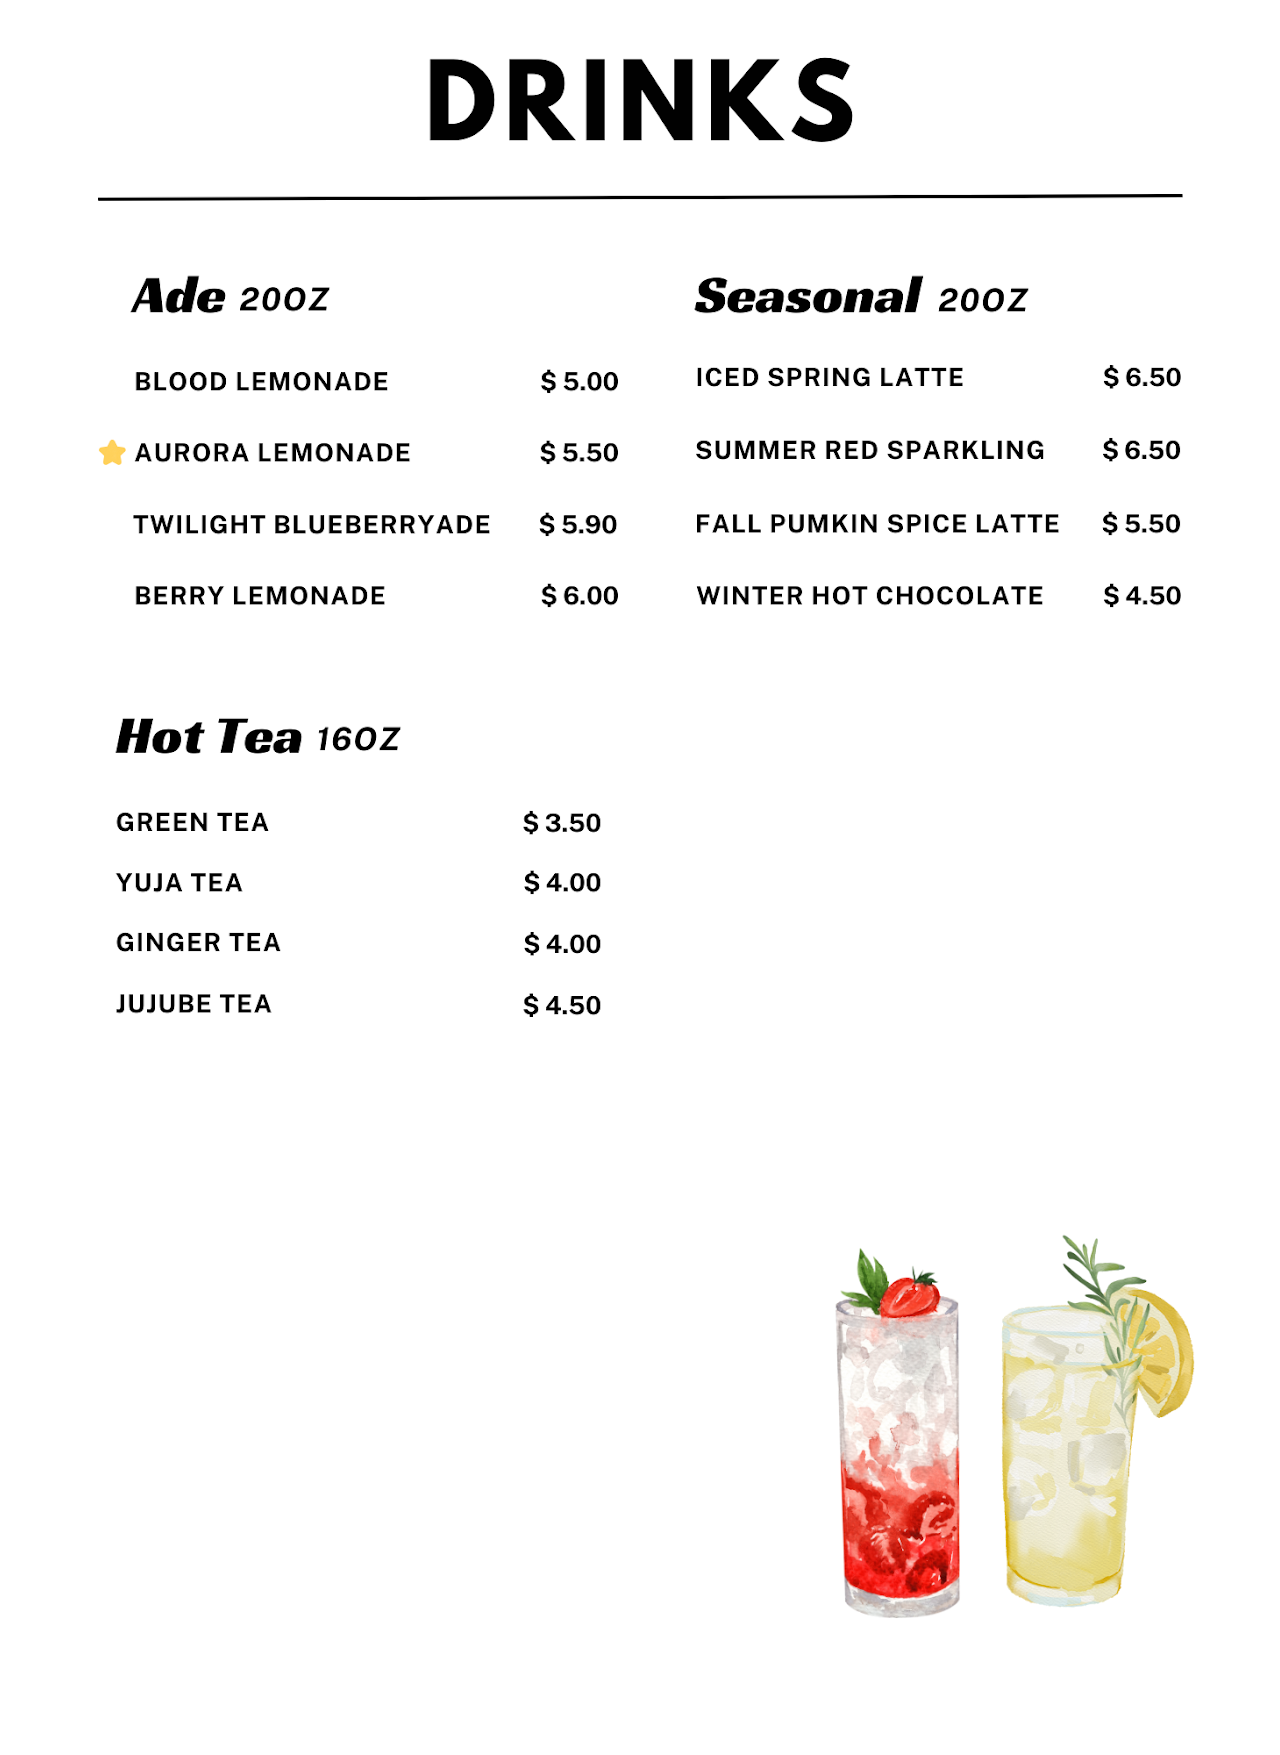 DRINKS
Ade 20OZ
BLOOD LEMONADE $ 5.00
AURORA LEMONADE $ 5.50
TWILIGHT BLUEBERRYADE $ 5.90
BERRY LEMONADE $ 6.00
Seasonal 20OZ
ICED SPRING LATTE $ 6.50
SUMMER RED SPARKLING $ 6.50
FALL PUMKIN SPICE LATTE $ 5.50
WINTER HOT CHOCOLATE $ 4.50
Hot Tea 16OZ
GREEN TEA $ 3.50
YUJA TEA $ 4.00
GINGER TEA $ 4.00
JUJUBE TEA $ 4.50